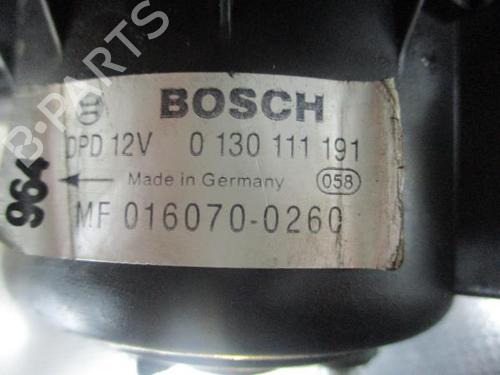 BOSCH
DPD 12V 0 130 111 191
Made in Germany 058
MF 016070-0260
964
B-PARTS